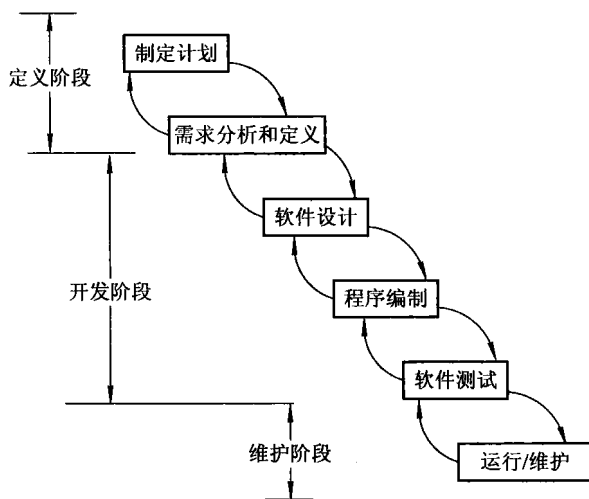 制定计划
定义阶段
需求分析和定义
软件设计
开发阶段
程序编制
软件测试
维护阶段
运行/维护